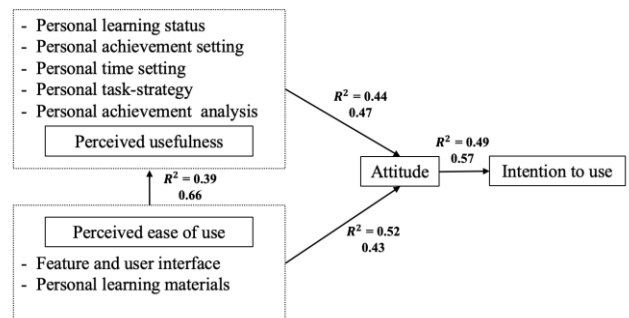 - Personal learning status
- Personal achievement setting
- Personal time setting
- Personal task-strategy
- Personal achievement analysis
Perceived usefulness
R² = 0.44
0.47
R² = 0.49
0.57
Attitude
Intention to use
R² = 0.39
0.66
Perceived ease of use
R² = 0.52
0.43
- Feature and user interface
- Personal learning materials